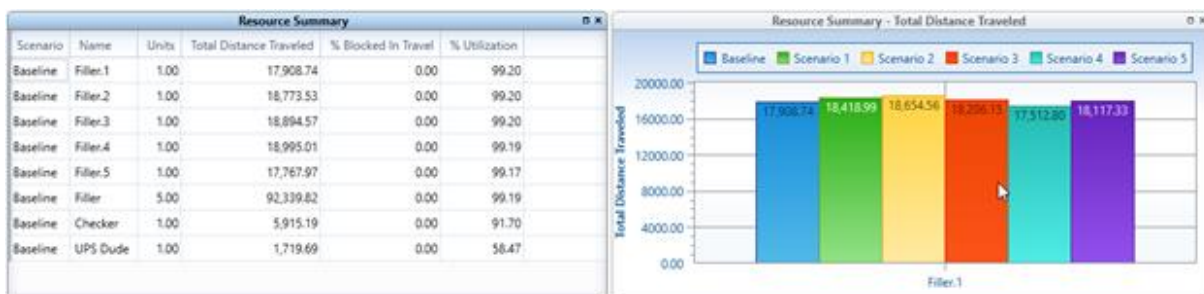 Resource Summary
Scenario Name Units Total Distance Traveled % Blocked In Travel % Utilization
Baseline Filler.1 1.00 17,908.74 0.00 99.20
Baseline Filler.2 1.00 18,773.53 0.00 99.20
Baseline Filler.3 1.00 18,894.57 0.00 99.20
Baseline Filler.4 1.00 18,995.01 0.00 99.19
Baseline Filler.5 1.00 17,767.97 0.00 99.17
Baseline Filler 5.00 92,339.82 0.00 99.19
Baseline Checker 1.00 5,915.19 0.00 91.70
Baseline UPS Dude 1.00 1,719.69 0.00 58.47
Resource Summary - Total Distance Traveled
Baseline Scenario 1 Scenario 2 Scenario 3 Scenario 4 Scenario 5
Total Distance Traveled
20000.00
16000.00
12000.00
8000.00
4000.00
0.00
17,908.74 18,418.99 18,654.56 18,206.15 17,512.80 18,117.33
Filler.1